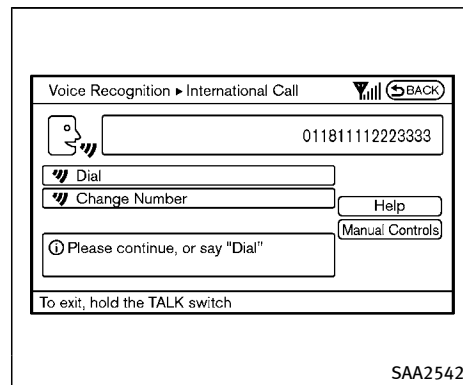 Voice Recognition ▸ International Call BACK
011811112223333
Dial
Change Number
Help
Manual Controls
Please continue, or say "Dial"
To exit, hold the TALK switch
SAA2542